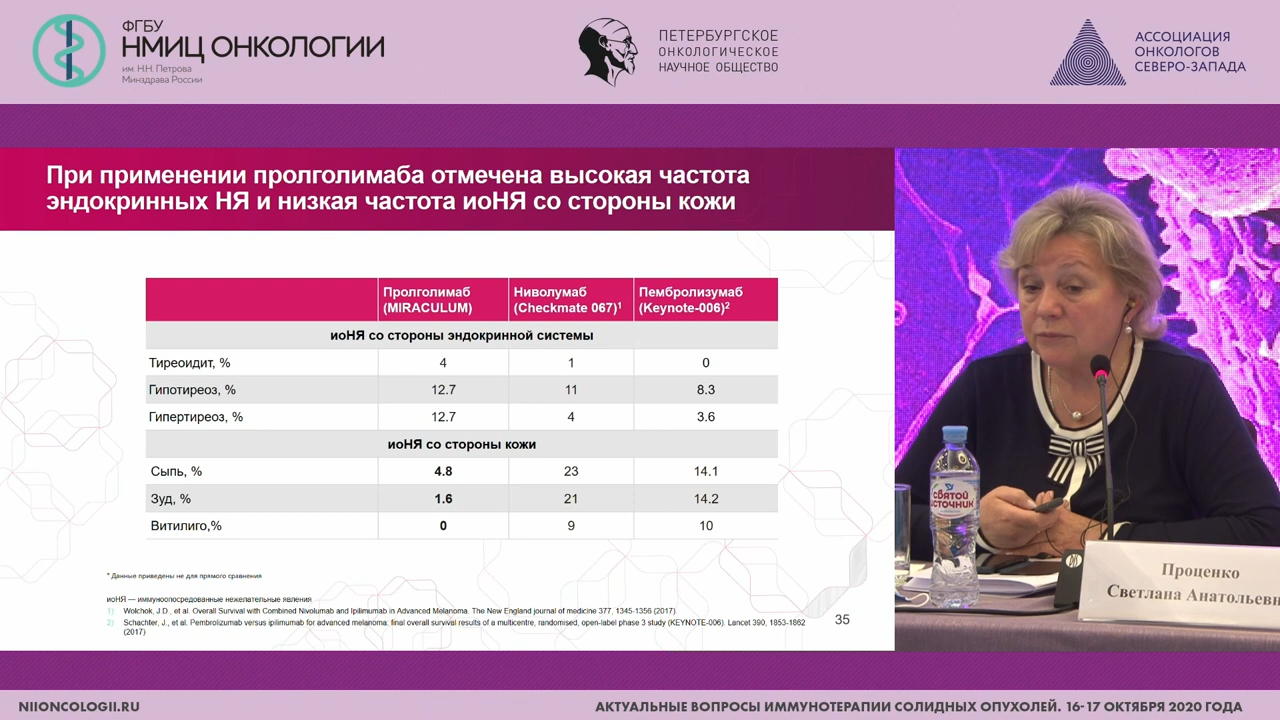 ФГБУ
НМИЦ ОНКОЛОГИИ
им. Н.Н. Петрова
Минздрава России
ПЕТЕРБУРГСКОЕ
ОНКОЛОГИЧЕСКОЕ
НАУЧНОЕ ОБЩЕСТВО
АССОЦИАЦИЯ
ОНКОЛОГОВ
СЕВЕРО-ЗАПАДА
При применении пролголимаба отмечена высокая частота
эндокринных НЯ и низкая частота иоНЯ со стороны кожи
Пролголимаб Ниволумаб Пембролизумаб
(MIRACULUM) (Checkmate 067)¹ (Keynote-006)²
иоНЯ со стороны эндокринной системы
Тиреоидит, % 4 1 0
Гипотиреоз, % 12.7 11 8.3
Гипертиреоз, % 12.7 4 3.6
иоНЯ со стороны кожи
Сыпь, % 4.8 23 14.1
Зуд, % 1.6 21 14.2
Витилиго,% 0 9 10
* Данные приведены не для прямого сравнения
иоНЯ — иммуноопосредованные нежелательные явления
1) Wolchok, J.D., et al. Overall Survival with Combined Nivolumab and Ipilimumab in Advanced Melanoma. The New England journal of medicine 377, 1345-1356 (2017)
2) Schachter, J., et al. Pembrolizumab versus ipilimumab for advanced melanoma: final overall survival results of a multicentre, randomised, open-label phase 3 study (KEYNOTE-006). Lancet 390, 1853-1862
(2017)
35
СВЯТОЙ
ИСТОЧНИК
Проценко
Светлана Анатольевн
NIIONCOLOGII.RU
АКТУАЛЬНЫЕ ВОПРОСЫ ИММУНОТЕРАПИИ СОЛИДНЫХ ОПУХОЛЕЙ. 16-17 ОКТЯБРЯ 2020 ГОДА